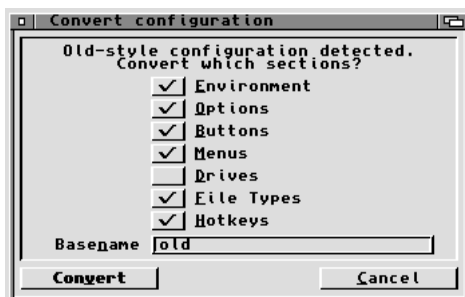 Convert configuration
Old-style configuration detected.
Convert which sections?
Environment
Options
Buttons
Menus
Drives
File Types
Hotkeys
Basename old
Convert Cancel